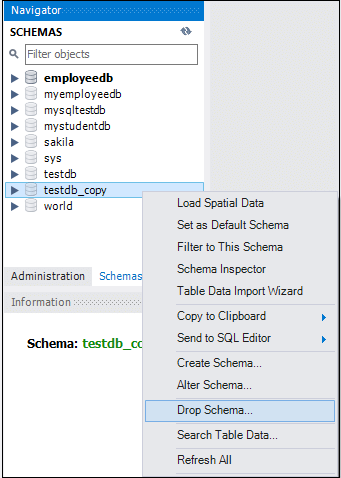 Navigator
SCHEMAS
Filter objects
employeedb
myemployeedb
mysqltestdb
mystudentdb
sakila
sys
testdb
testdb_copy
world
Load Spatial Data
Set as Default Schema
Filter to This Schema
Schema Inspector
Table Data Import Wizard
Copy to Clipboard
Send to SQL Editor
Create Schema...
Alter Schema...
Drop Schema...
Search Table Data...
Refresh All
Administration Schemas
Information
Schema: testdb_co